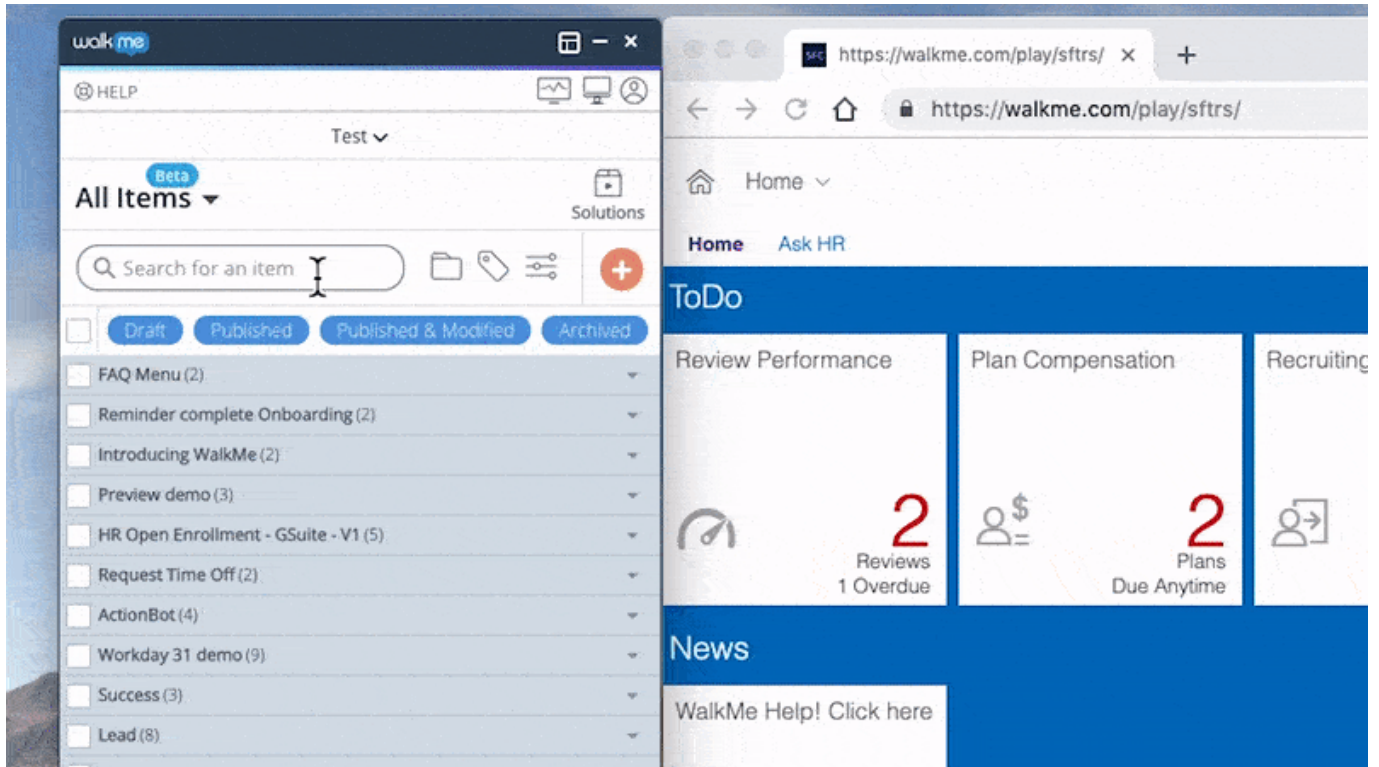 walkme
HELP
Test
Beta
All Items
Solutions
Search for an item
Draft Published Published & Modified Archived
FAQ Menu (2)
Reminder complete Onboarding (2)
Introducing WalkMe (2)
Preview demo (3)
HR Open Enrollment - GSuite - V1 (5)
Request Time Off (2)
ActionBot (4)
Workday 31 demo (9)
Success (3)
Lead (8)
SFC https://walkme.com/play/sftrs/
https://walkme.com/play/sftrs/
Home
Home Ask HR
ToDo
Review Performance
2
Reviews
1 Overdue
Plan Compensation
$
2
Plans
Due Anytime
Recruiting
News
WalkMe Help! Click here